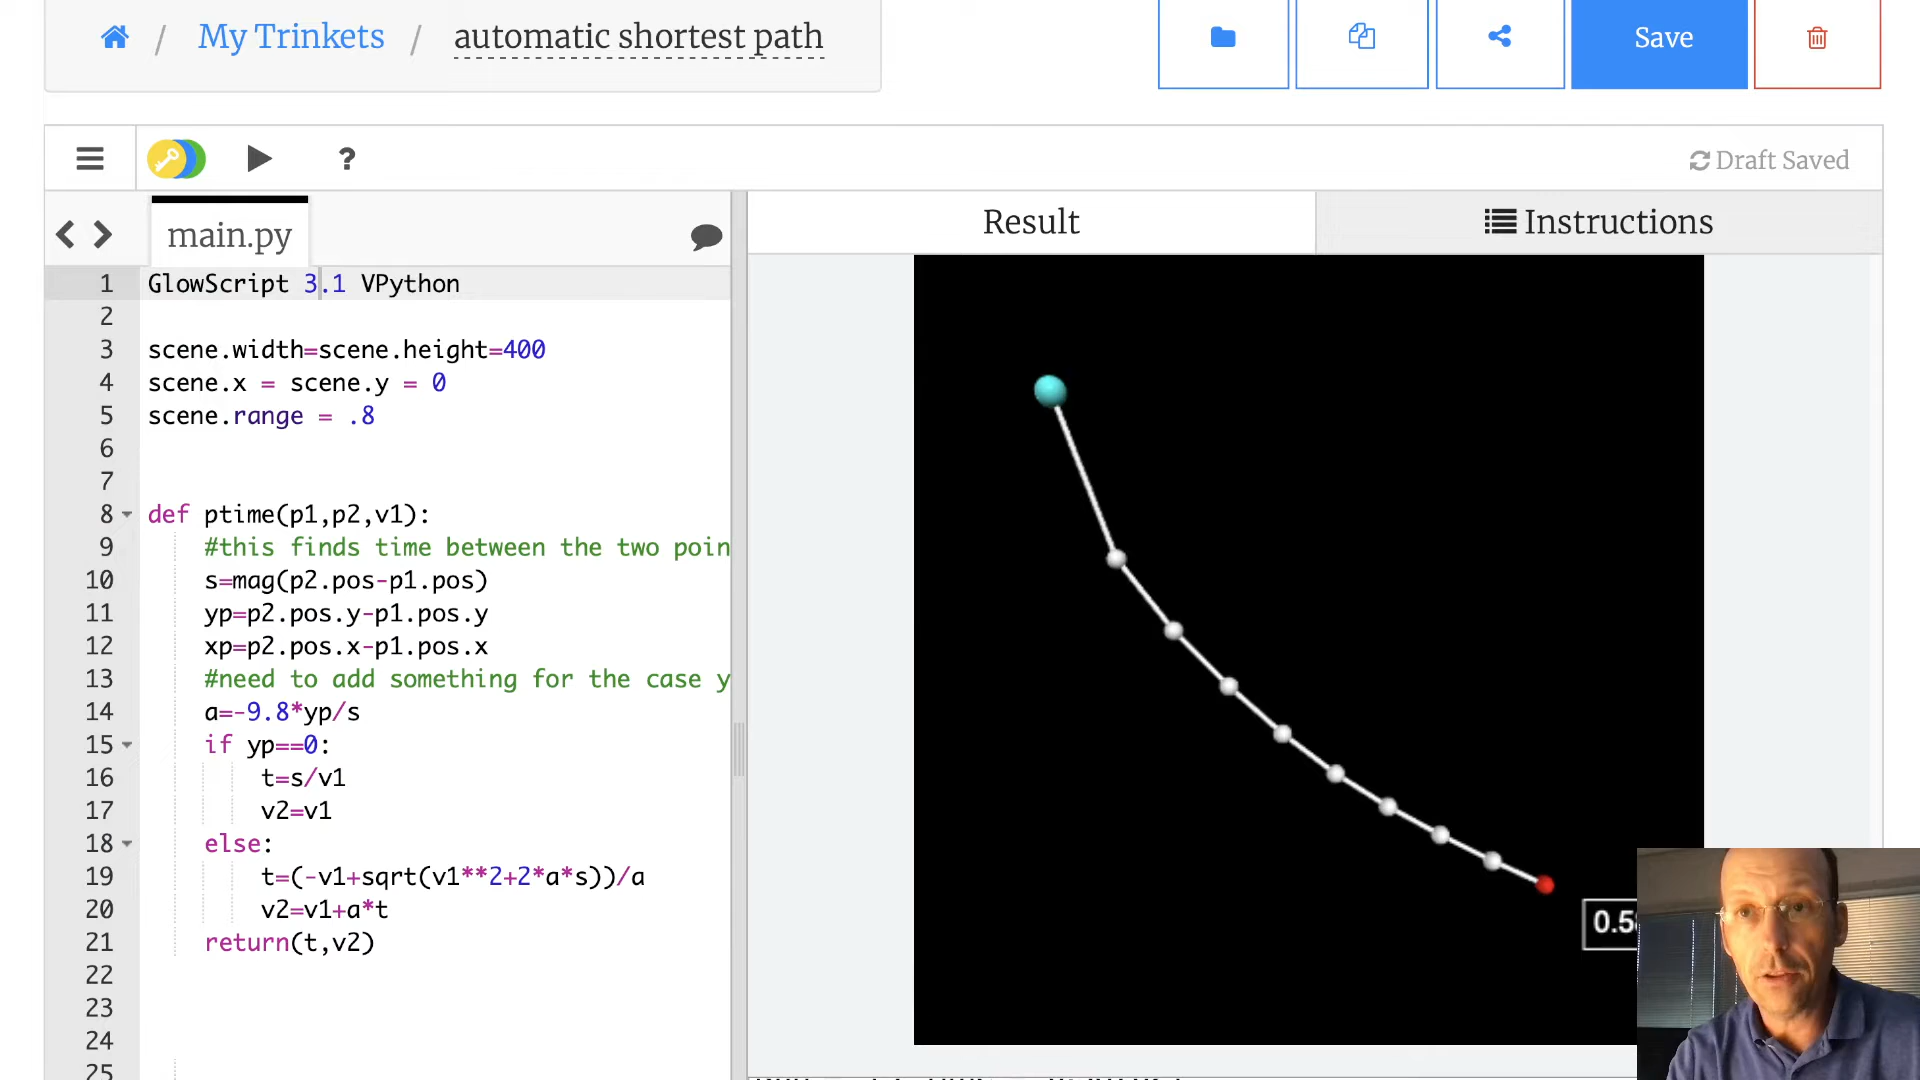 / My Trinkets / automatic shortest path
Save
?
Draft Saved
main.py
Result
Instructions
1 GlowScript 3.1 VPython
2
3 scene.width=scene.height=400
4 scene.x = scene.y = 0
5 scene.range = .8
6
7
8 def ptime(p1,p2,v1):
9 #this finds time between the two poin
10 s=mag(p2.pos-p1.pos)
11 yp=p2.pos.y-p1.pos.y
12 xp=p2.pos.x-p1.pos.x
13 #need to add something for the case y
14 a=-9.8*yp/s
15 if yp==0:
16 t=s/v1
17 v2=v1
18 else:
19 t=(-v1+sqrt(v1**2+2*a*s))/a
20 v2=v1+a*t
21 return(t,v2)
22
23
24
25
0.5